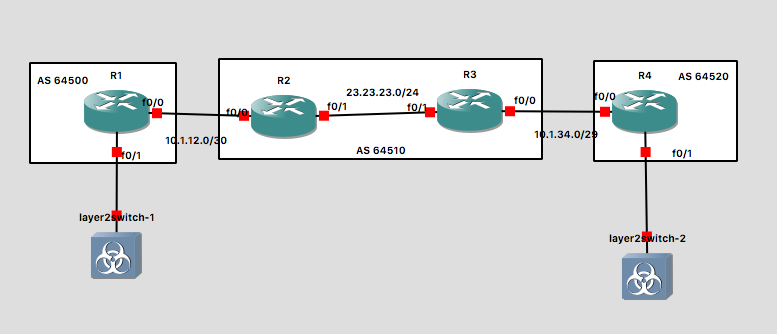 AS 64500
R1
f0/0
f0/1
10.1.12.0/30
layer2switch-1
R2
f0/0
f0/1
23.23.23.0/24
R3
f0/1
f0/0
AS 64510
10.1.34.0/29
R4
AS 64520
f0/0
f0/1
layer2switch-2